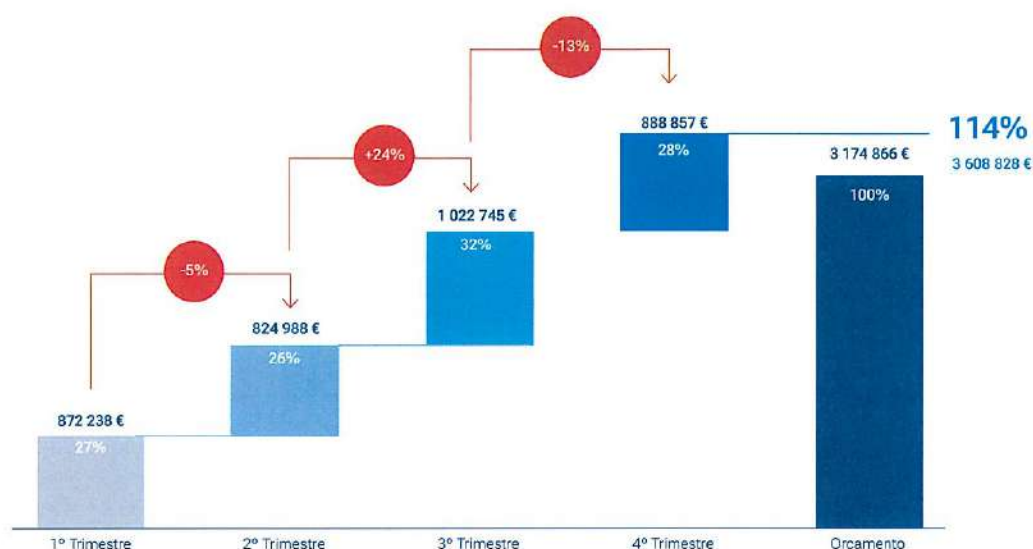 -13%
888 857 €
114%
28%
+24%
3 174 866 €
3 608 828 €
100%
1 022 745 €
32%
-5%
824 988 €
26%
872 238 €
27%
1º Trimestre
2º Trimestre
3º Trimestre
4º Trimestre
Orcamento